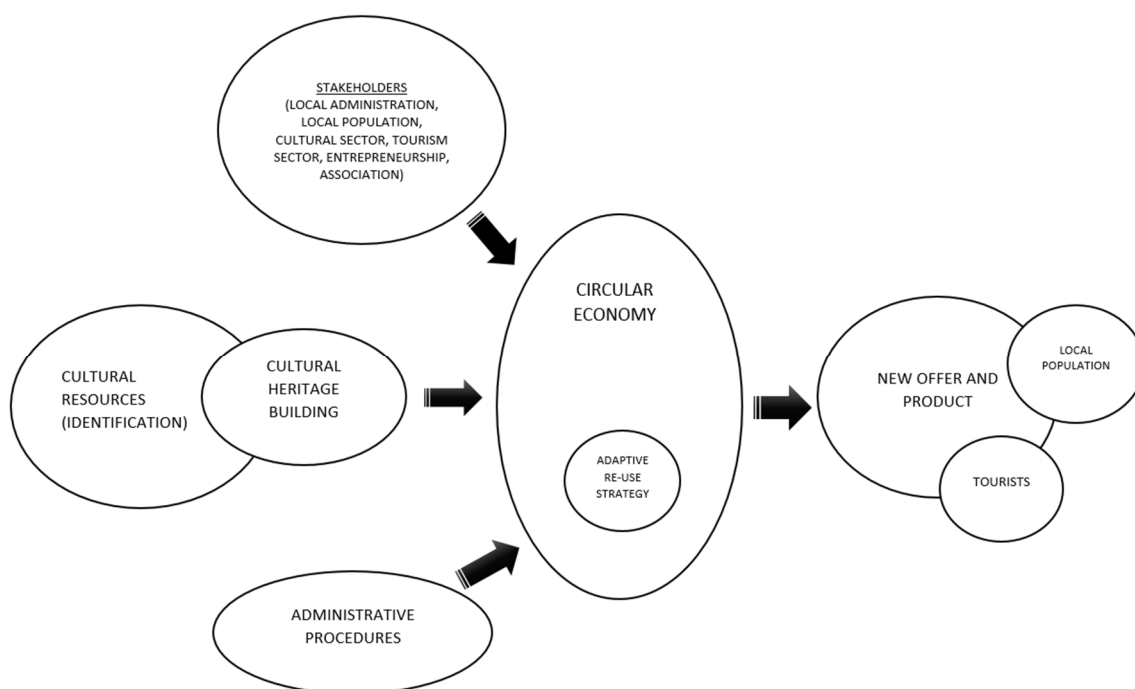 STAKEHOLDERS
(LOCAL ADMINISTRATION,
LOCAL POPULATION,
CULTURAL SECTOR, TOURISM
SECTOR, ENTREPRENEURSHIP,
ASSOCIATION)
CULTURAL
RESOURCES
(IDENTIFICATION)
CULTURAL
HERITAGE
BUILDING
ADMINISTRATIVE
PROCEDURES
CIRCULAR
ECONOMY
ADAPTIVE
RE-USE
STRATEGY
NEW OFFER AND
PRODUCT
LOCAL
POPULATION
TOURISTS